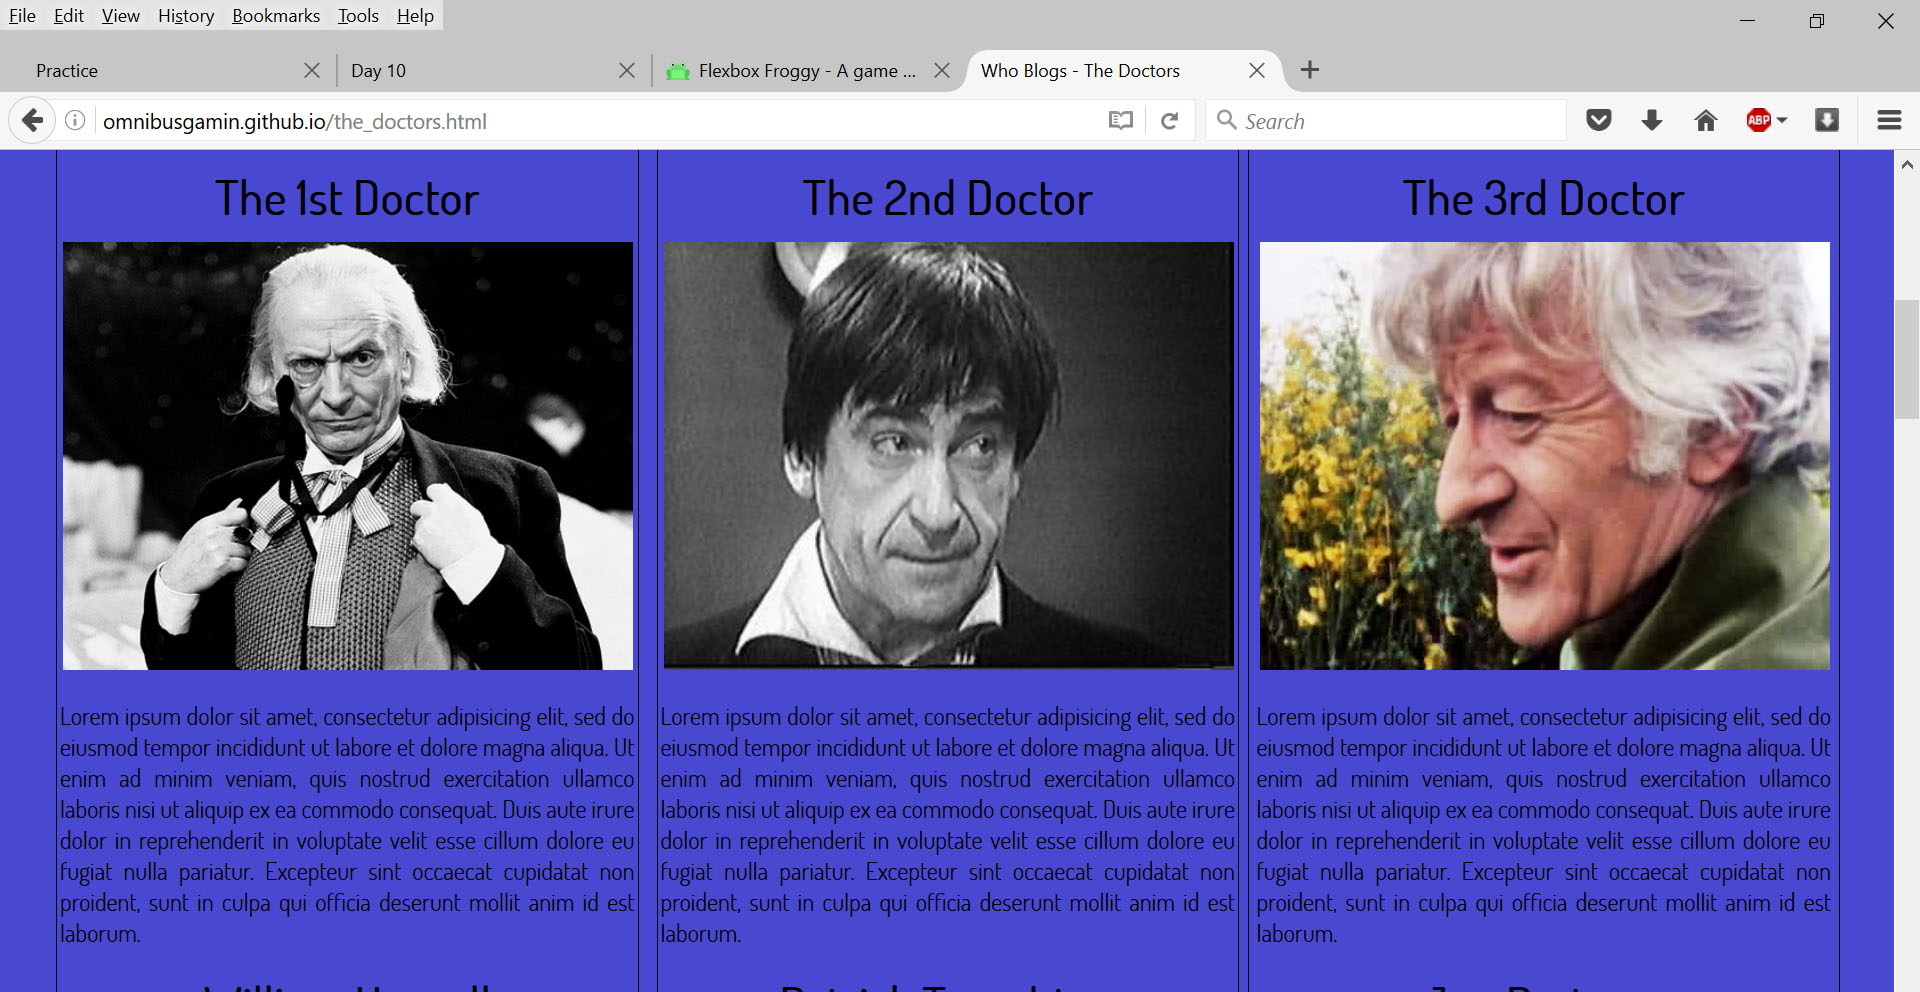 File Edit View History Bookmarks Tools Help
Practice
Day 10
Flexbox Froggy - A game ...
Who Blogs - The Doctors
omnibusgamin.github.io/the_doctors.html
Search
ABP
The 1st Doctor
Lorem ipsum dolor sit amet, consectetur adipisicing elit, sed do
eiusmod tempor incididunt ut labore et dolore magna aliqua. Ut
enim ad minim veniam, quis nostrud exercitation ullamco
laboris nisi ut aliquip ex ea commodo consequat. Duis aute irure
dolor in reprehenderit in voluptate velit esse cillum dolore eu
fugiat nulla pariatur. Excepteur sint occaecat cupidatat non
proident, sunt in culpa qui officia deserunt mollit anim id est
laborum.
The 2nd Doctor
Lorem ipsum dolor sit amet, consectetur adipisicing elit, sed do
eiusmod tempor incididunt ut labore et dolore magna aliqua. Ut
enim ad minim veniam, quis nostrud exercitation ullamco
laboris nisi ut aliquip ex ea commodo consequat. Duis aute irure
dolor in reprehenderit in voluptate velit esse cillum dolore eu
fugiat nulla pariatur. Excepteur sint occaecat cupidatat non
proident, sunt in culpa qui officia deserunt mollit anim id est
laborum.
The 3rd Doctor
Lorem ipsum dolor sit amet, consectetur adipisicing elit, sed do
eiusmod tempor incididunt ut labore et dolore magna aliqua. Ut
enim ad minim veniam, quis nostrud exercitation ullamco
laboris nisi ut aliquip ex ea commodo consequat. Duis aute irure
dolor in reprehenderit in voluptate velit esse cillum dolore eu
fugiat nulla pariatur. Excepteur sint occaecat cupidatat non
proident, sunt in culpa qui officia deserunt mollit anim id est
laborum.